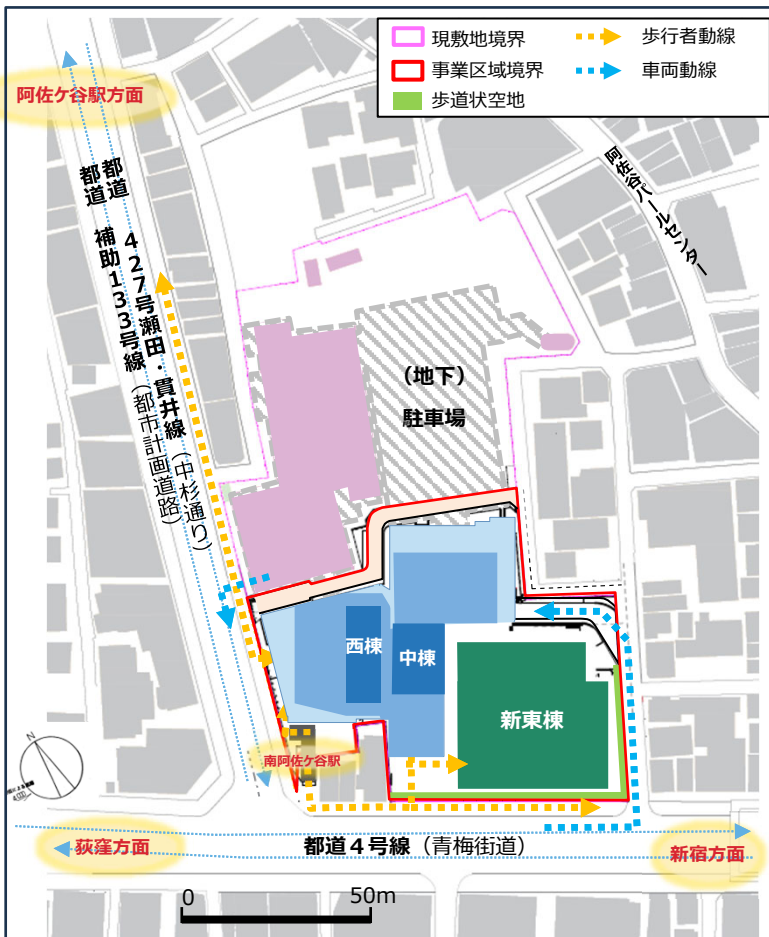 現敷地境界
歩行者動線
事業区域境界
車両動線
歩道状空地
阿佐ケ谷駅方面
阿佐谷パールセンター
都道 427号瀬田・貫井線(中杉通り)
都道 補助133号線(都市計画道路)
(地下)
駐車場
西棟
中棟
新東棟
N
南阿佐ケ谷駅
荻窪方面
都道4号線(青梅街道)
新宿方面
0 50m